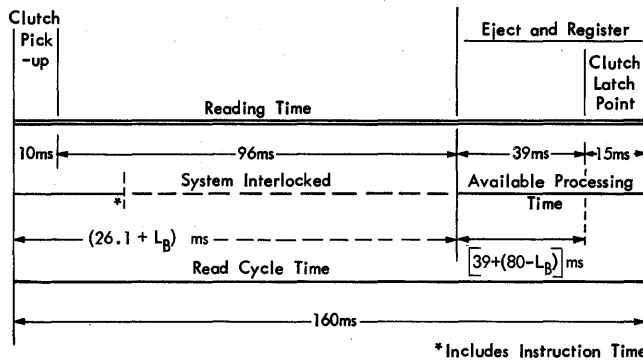 Clutch
Pick
-up
Eject and Register
Clutch
Latch
Point
Reading Time
10ms
96ms
39ms
15ms
System Interlocked
Available Processing
Time
*
(26.1 + L_B) ms
[39+(80-L_B)] ms
Read Cycle Time
160ms
*Includes Instruction Time